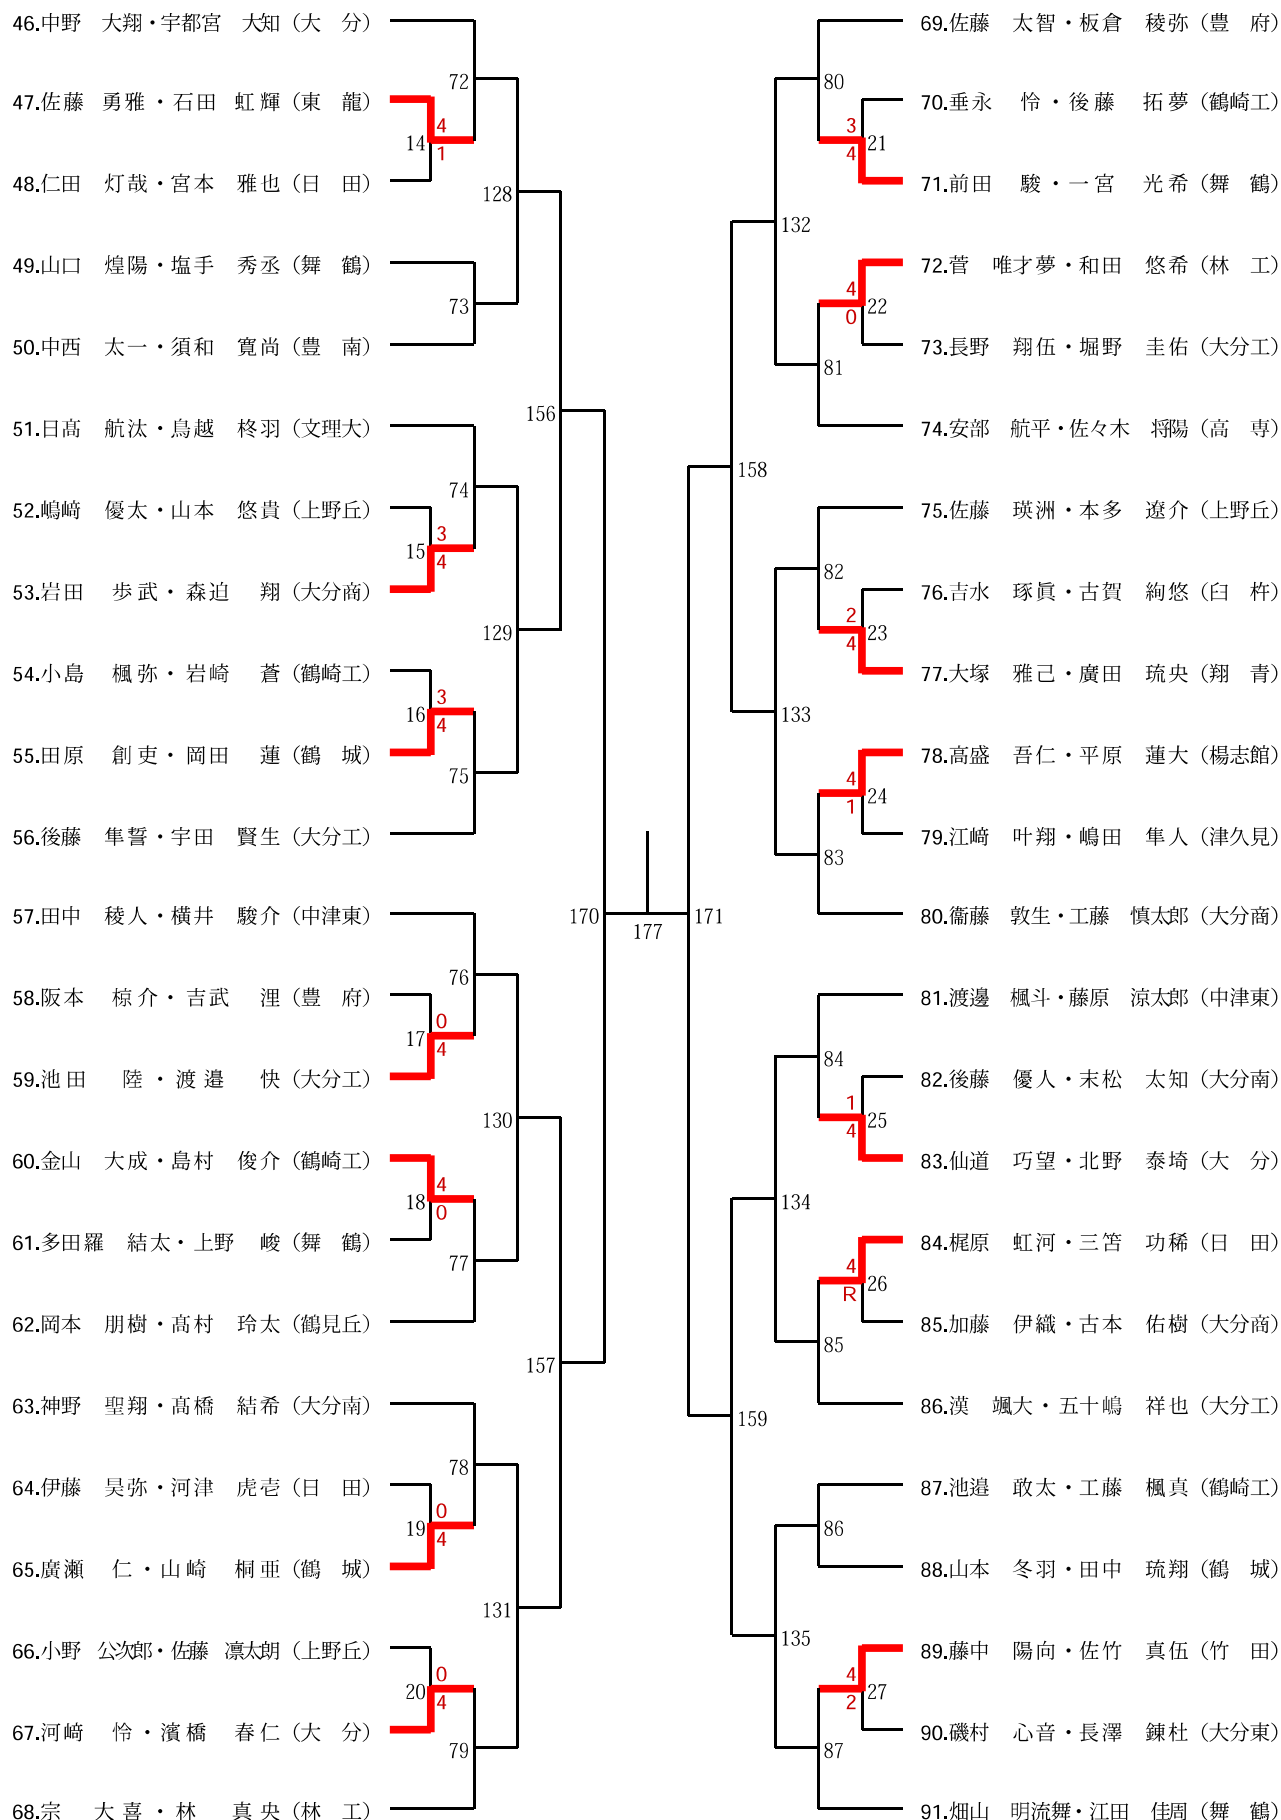 46.中野　大翔・宇都宮　大知（大　分）
72
47.佐藤　勇雅・石田　虹輝（東　龍）
4
14
1
48.仁田　灯哉・宮本　雅也（日　田）
128
49.山口　煌陽・塩手　秀丞（舞　鶴）
73
50.中西　太一・須和　寛尚（豊　南）
156
51.日髙　航汰・鳥越　柊羽（文理大）
74
52.嶋﨑　優太・山本　悠貴（上野丘）
3
15
4
53.岩田　歩武・森迫　翔（大分商）
129
54.小島　楓弥・岩崎　蒼（鶴崎工）
3
16
4
55.田原　創吏・岡田　蓮（鶴　城）
75
56.後藤　隼誓・宇田　賢生（大分工）
57.田中　稜人・横井　駿介（中津東）
170
177
76
58.阪本　椋介・吉武　浬（豊　府）
0
17
4
59.池田　陸・渡邉　快（大分工）
130
60.金山　大成・島村　俊介（鶴崎工）
4
18
0
61.多田羅　結太・上野　峻（舞　鶴）
77
62.岡本　朋樹・髙村　玲太（鶴見丘）
157
63.神野　聖翔・髙橋　結希（大分南）
78
64.伊藤　昊弥・河津　虎壱（日　田）
0
19
4
65.廣瀬　仁・山崎　桐亜（鶴　城）
131
66.小野　公次郎・佐藤　凛太朗（上野丘）
0
20
4
67.河﨑　怜・濱橋　春仁（大　分）
79
68.宗　大喜・林　真央（林　工）
69.佐藤　太智・板倉　稜弥（豊　府）
80
70.垂永　怜・後藤　拓夢（鶴崎工）
3
21
4
71.前田　駿・一宮　光希（舞　鶴）
132
72.菅　唯才夢・和田　悠希（林　工）
4
22
0
73.長野　翔伍・堀野　圭佑（大分工）
81
74.安部　航平・佐々木　将陽（高　専）
158
75.佐藤　瑛洲・本多　遼介（上野丘）
82
76.吉水　琢眞・古賀　絢悠（臼　杵）
2
23
4
77.大塚　雅己・廣田　琉央（翔　青）
133
78.高盛　吾仁・平原　蓮大（楊志館）
4
24
1
79.江﨑　叶翔・嶋田　隼人（津久見）
83
80.衞藤　敦生・工藤　慎太郎（大分商）
171
81.渡邊　楓斗・藤原　涼太郎（中津東）
84
82.後藤　優人・末松　太知（大分南）
1
25
4
83.仙道　巧望・北野　泰埼（大　分）
134
84.梶原　虹河・三笘　功稀（日　田）
4
26
R
85.加藤　伊織・古本　佑樹（大分商）
85
86.漢　颯大・五十嶋　祥也（大分工）
159
87.池邉　敢太・工藤　楓真（鶴崎工）
86
88.山本　冬羽・田中　琉翔（鶴　城）
135
89.藤中　陽向・佐竹　真伍（竹　田）
4
27
2
90.磯村　心音・長澤　錬杜（大分東）
87
91.畑山　明流舞・江田　佳周（舞　鶴）